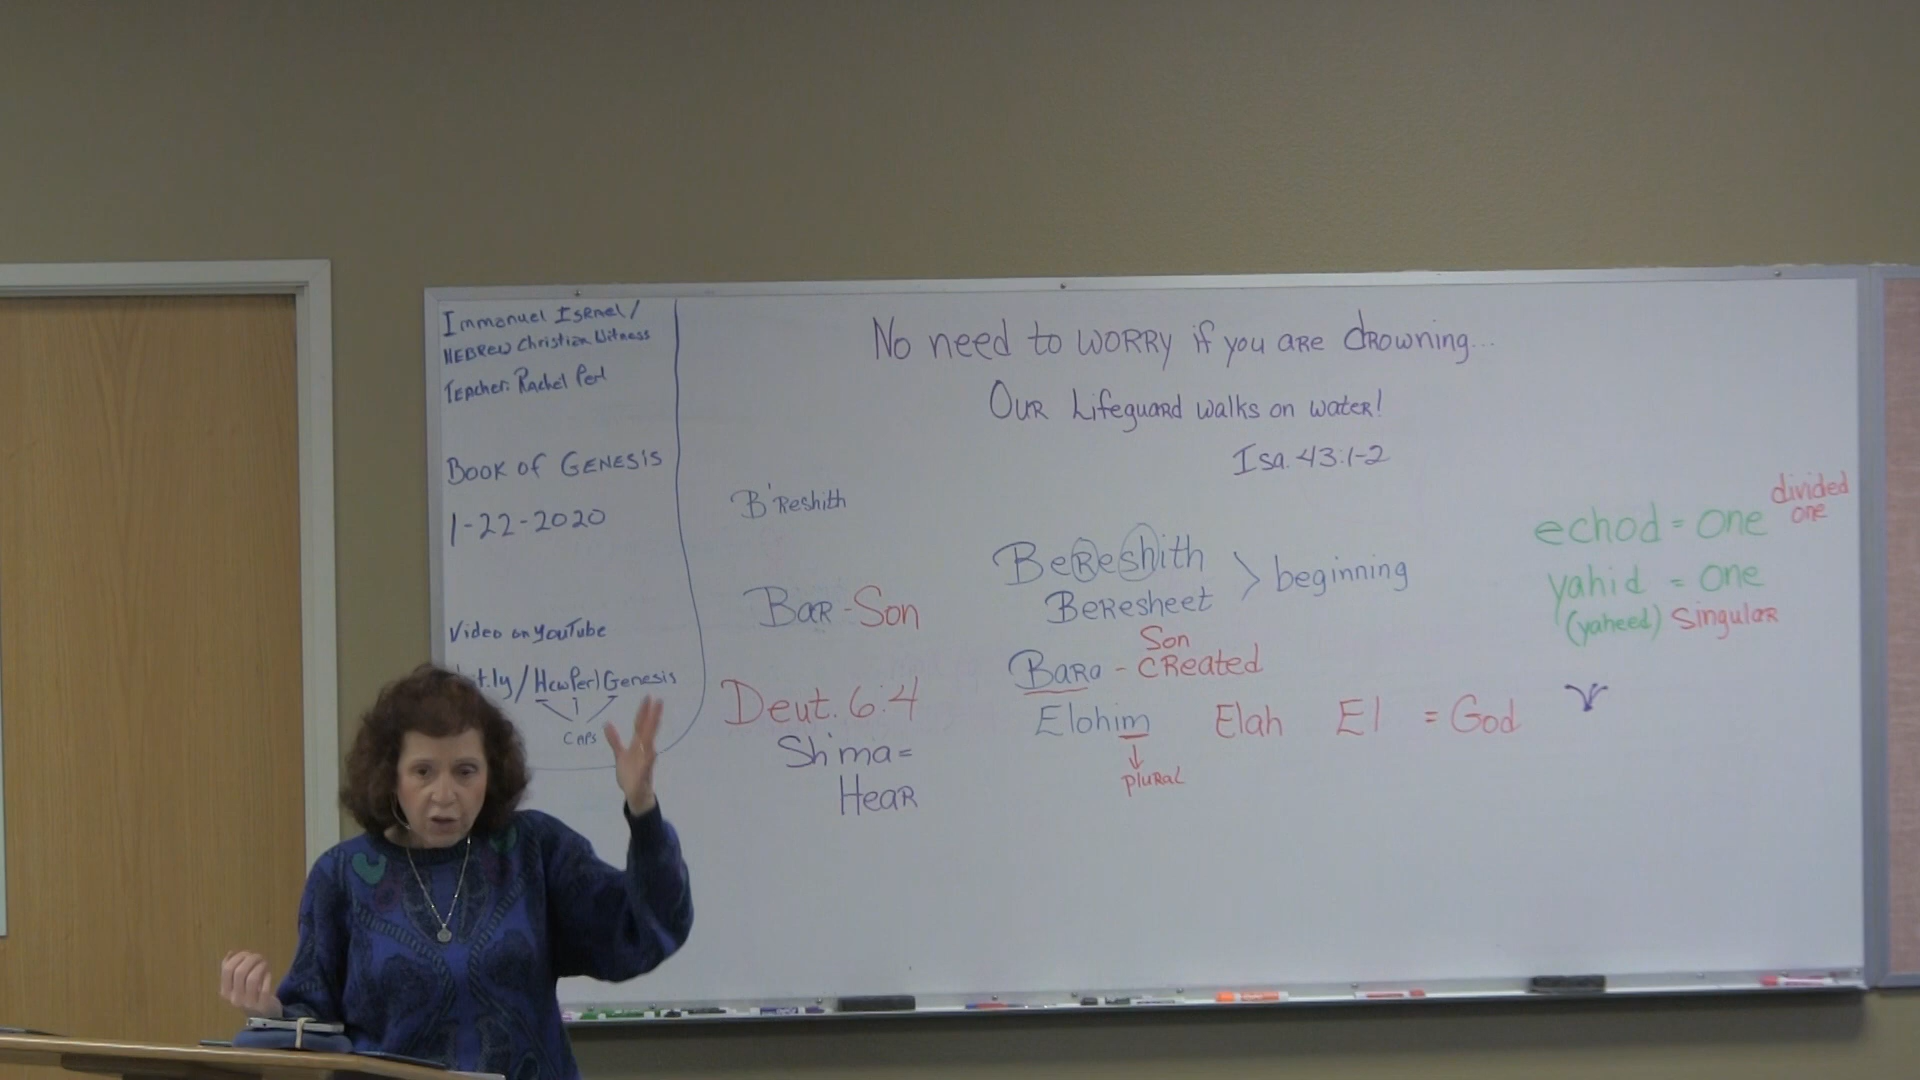 Immanuel Israel/
HEBREW Christian Witness
Teacher: Rachel Perl
BOOK OF GENESIS
1-22-2020
Video on YouTube
t.ly/HcwPerlGenesis
CAPS
No need to WORRY if you ARE drowning...
OUR Lifeguard walks on water!
Isa. 43:1-2
B'Reshith
BAR - Son
Deut. 6:4
Sh'ma =
HeaR
BeReshith
BeResheet
> beginning
Son
BaRa - CReated
Elohim Elah El = God
↓
pluRal
echod = one divided one
yahid = one
(yaheed) SingulaR